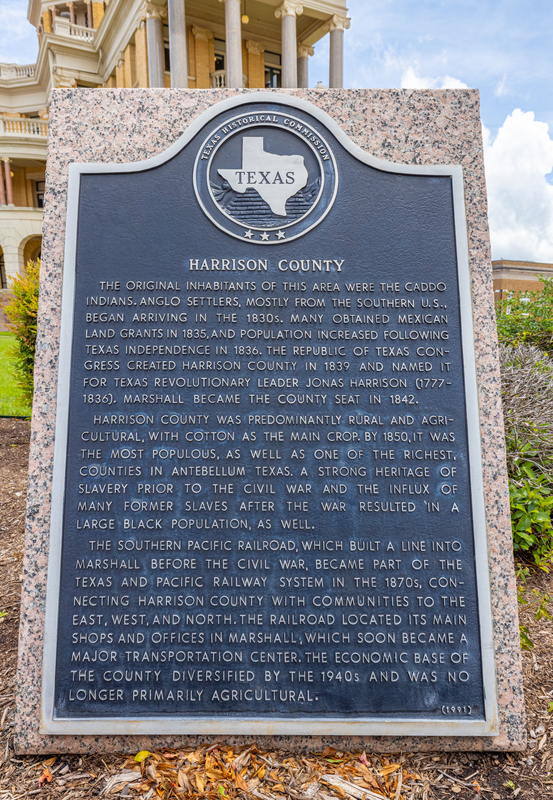 TEXAS HISTORICAL COMMISSION
TEXAS
HARRISON COUNTY
THE ORIGINAL INHABITANTS OF THIS AREA WERE THE CADDO
INDIANS. ANGLO SETTLERS, MOSTLY FROM THE SOUTHERN U.S.,
BEGAN ARRIVING IN THE 1830s. MANY OBTAINED MEXICAN
LAND GRANTS IN 1835, AND POPULATION INCREASED FOLLOWING
TEXAS INDEPENDENCE IN 1836. THE REPUBLIC OF TEXAS CON-
GRESS CREATED HARRISON COUNTY IN 1839 AND NAMED IT
FOR TEXAS REVOLUTIONARY LEADER JONAS HARRISON (1777-
1836). MARSHALL BECAME THE COUNTY SEAT IN 1842.
HARRISON COUNTY WAS PREDOMINANTLY RURAL AND AGRI-
CULTURAL, WITH COTTON AS THE MAIN CROP. BY 1850, IT WAS
THE MOST POPULOUS, AS WELL AS ONE OF THE RICHEST,
COUNTIES IN ANTEBELLUM TEXAS. A STRONG HERITAGE OF
SLAVERY PRIOR TO THE CIVIL WAR AND THE INFLUX OF
MANY FORMER SLAVES AFTER THE WAR RESULTED IN A
LARGE BLACK POPULATION, AS WELL.
THE SOUTHERN PACIFIC RAILROAD, WHICH BUILT A LINE INTO
MARSHALL BEFORE THE CIVIL WAR, BECAME PART OF THE
TEXAS AND PACIFIC RAILWAY SYSTEM IN THE 1870s, CON-
NECTING HARRISON COUNTY WITH COMMUNITIES TO THE
EAST, WEST, AND NORTH. THE RAILROAD LOCATED ITS MAIN
SHOPS AND OFFICES IN MARSHALL, WHICH SOON BECAME A
MAJOR TRANSPORTATION CENTER. THE ECONOMIC BASE OF
THE COUNTY DIVERSIFIED BY THE 1940s AND WAS NO
LONGER PRIMARILY AGRICULTURAL.
(1991)